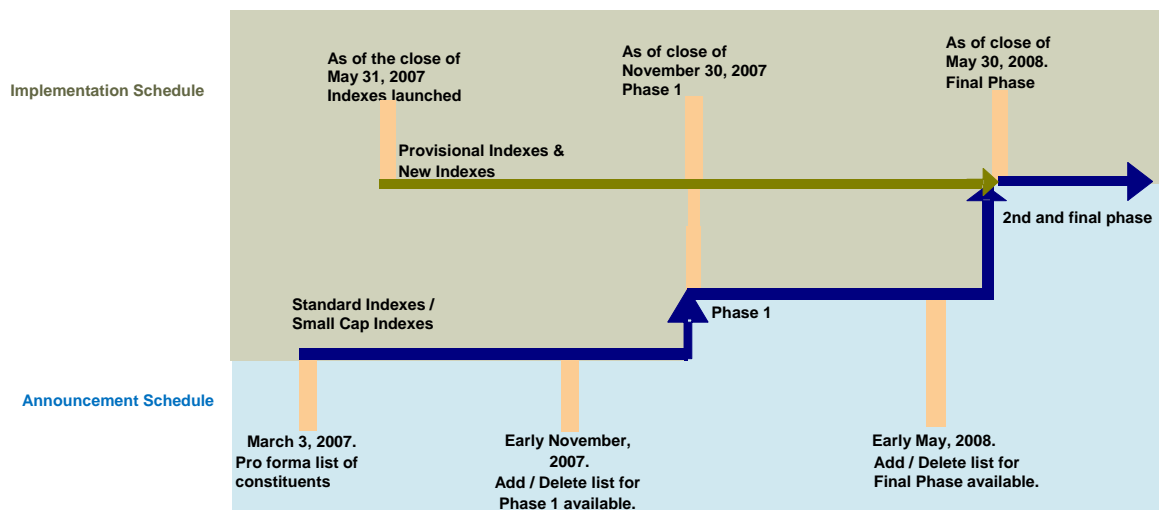 As of the close of
May 31, 2007
Indexes launched
As of close of
November 30, 2007
Phase 1
As of close of
May 30, 2008.
Final Phase
Implementation Schedule
Provisional Indexes &
New Indexes
2nd and final phase
Standard Indexes /
Small Cap Indexes
Phase 1
Announcement Schedule
March 3, 2007.
Pro forma list of
constituents
Early November,
2007.
Add / Delete list for
Phase 1 available.
Early May, 2008.
Add / Delete list for
Final Phase available.